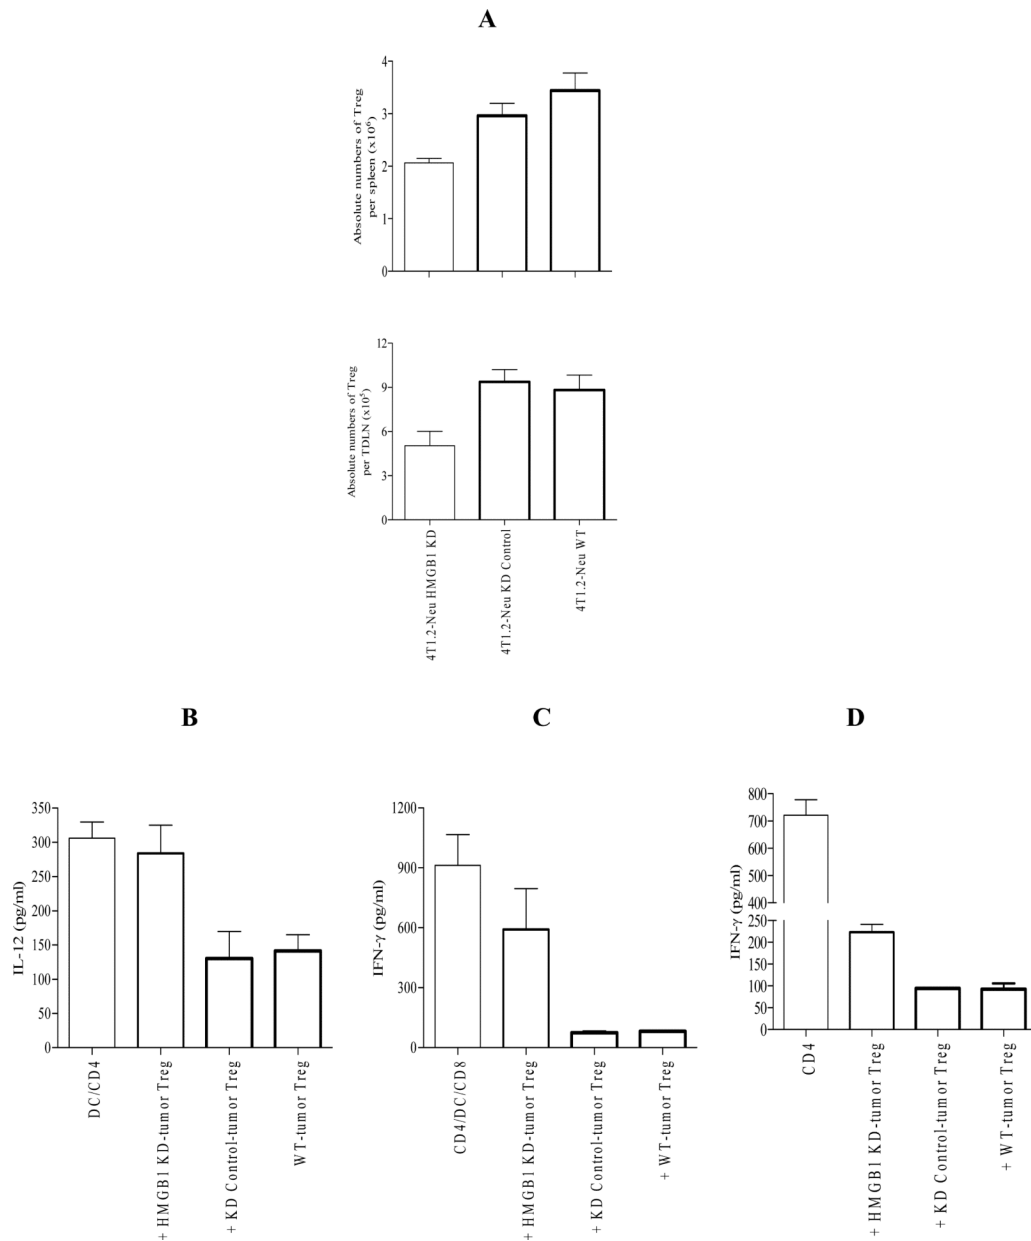 A
Absolute numbers of Treg
per spleen (x10⁶)
4
3
2
1
0
Absolute numbers of Treg
per TDLN (x10⁵)
12
9
6
3
0
4T1.2-Neu HMGB1 KD
4T1.2-Neu KD Control
4T1.2-Neu WT
B
IL-12 (pg/ml)
350
300
250
200
150
100
50
0
DC/CD4
+ HMGB1 KD-tumor Treg
+ KD Control-tumor Treg
WT-tumor Treg
C
IFN-γ (pg/ml)
1200
900
600
300
0
CD4/DC/CD8
+ HMGB1 KD-tumor Treg
+ KD Control-tumor Treg
+ WT-tumor Treg
D
IFN-γ (pg/ml)
800
700
600
500
400
300
250
200
150
100
50
0
CD4
+ HMGB1 KD-tumor Treg
+ KD Control-tumor Treg
+ WT-tumor Treg